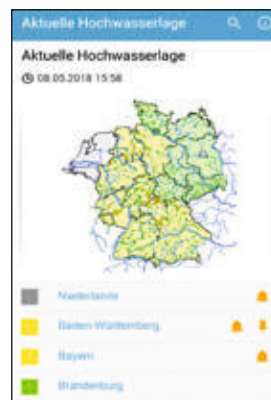 Aktuelle Hochwasserlage
Aktuelle Hochwasserlage
08.05.2018 15:58
Niederlande
Baden-Württemberg
Bayern
Brandenburg